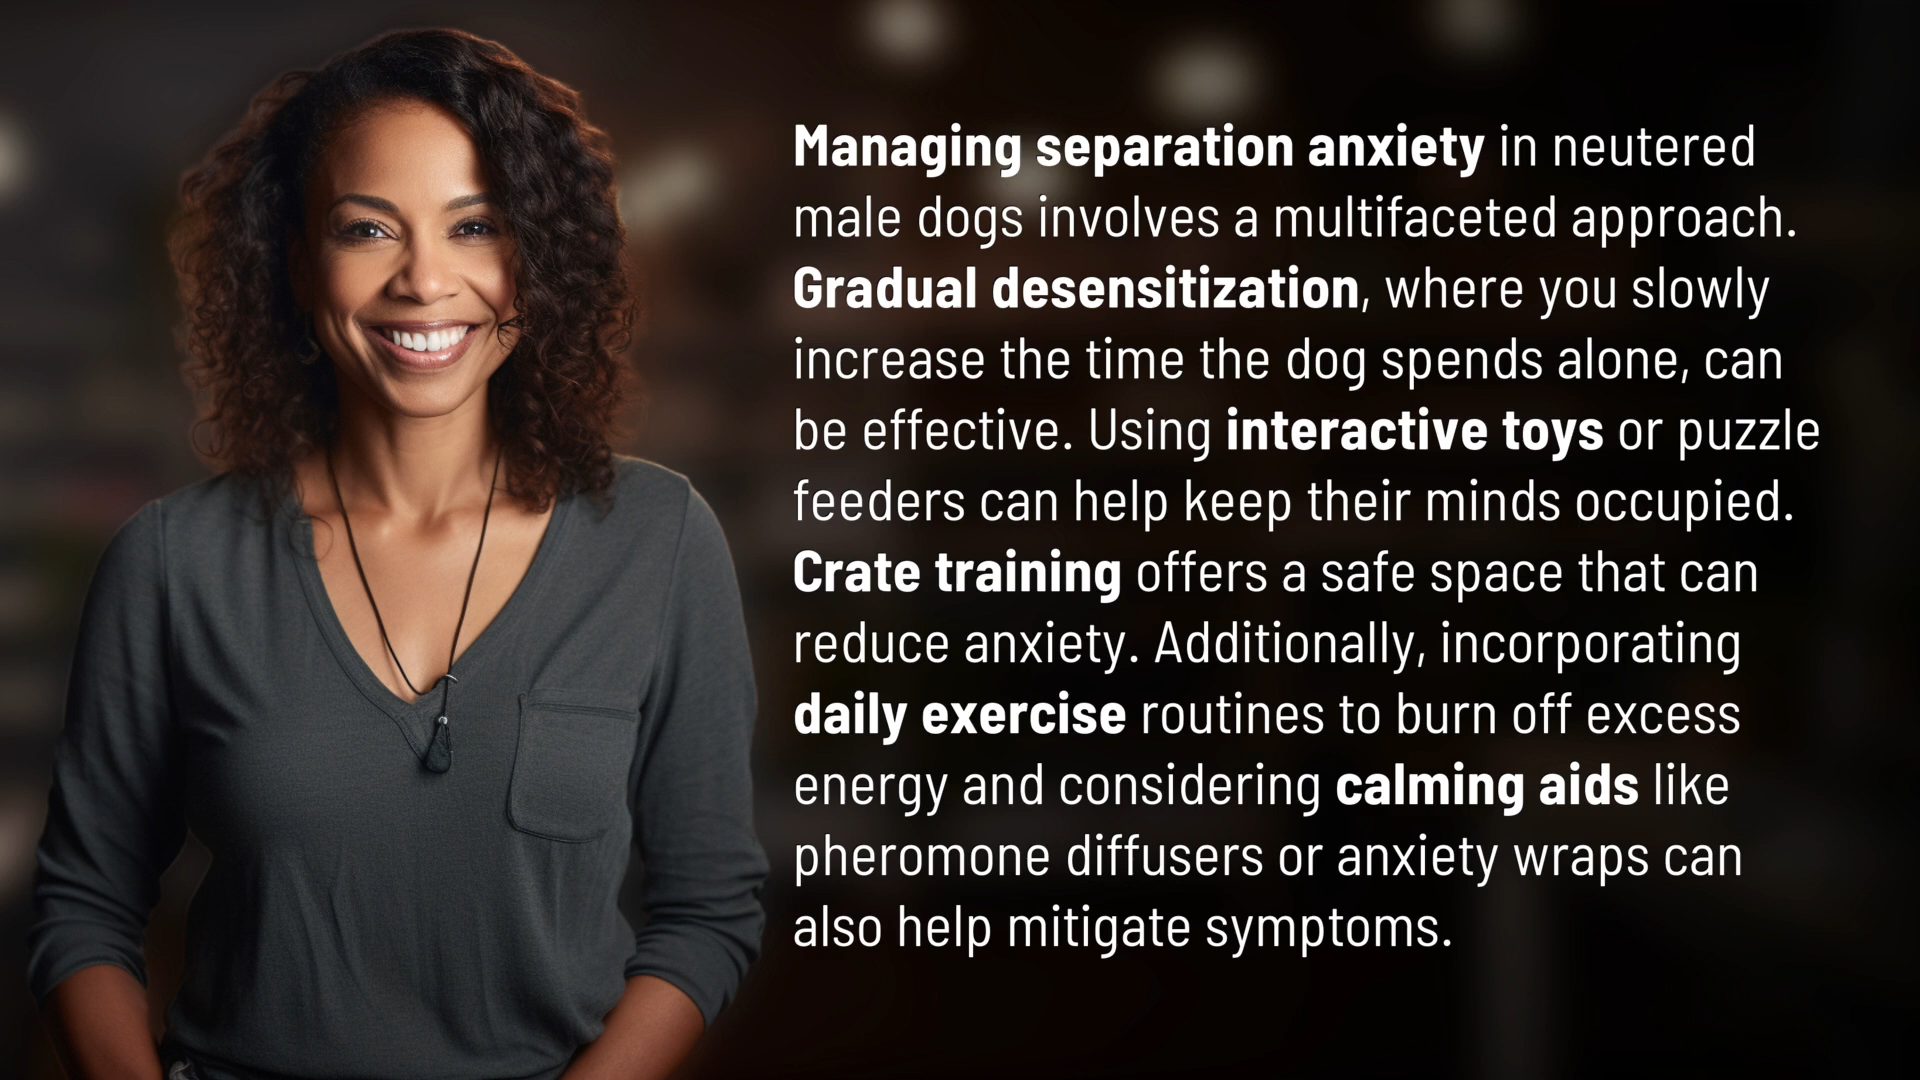 Managing separation anxiety in neutered
male dogs involves a multifaceted approach.
Gradual desensitization, where you slowly
increase the time the dog spends alone, can
be effective. Using interactive toys or puzzle
feeders can help keep their minds occupied.
Crate training offers a safe space that can
reduce anxiety. Additionally, incorporating
daily exercise routines to burn off excess
energy and considering calming aids like
pheromone diffusers or anxiety wraps can
also help mitigate symptoms.